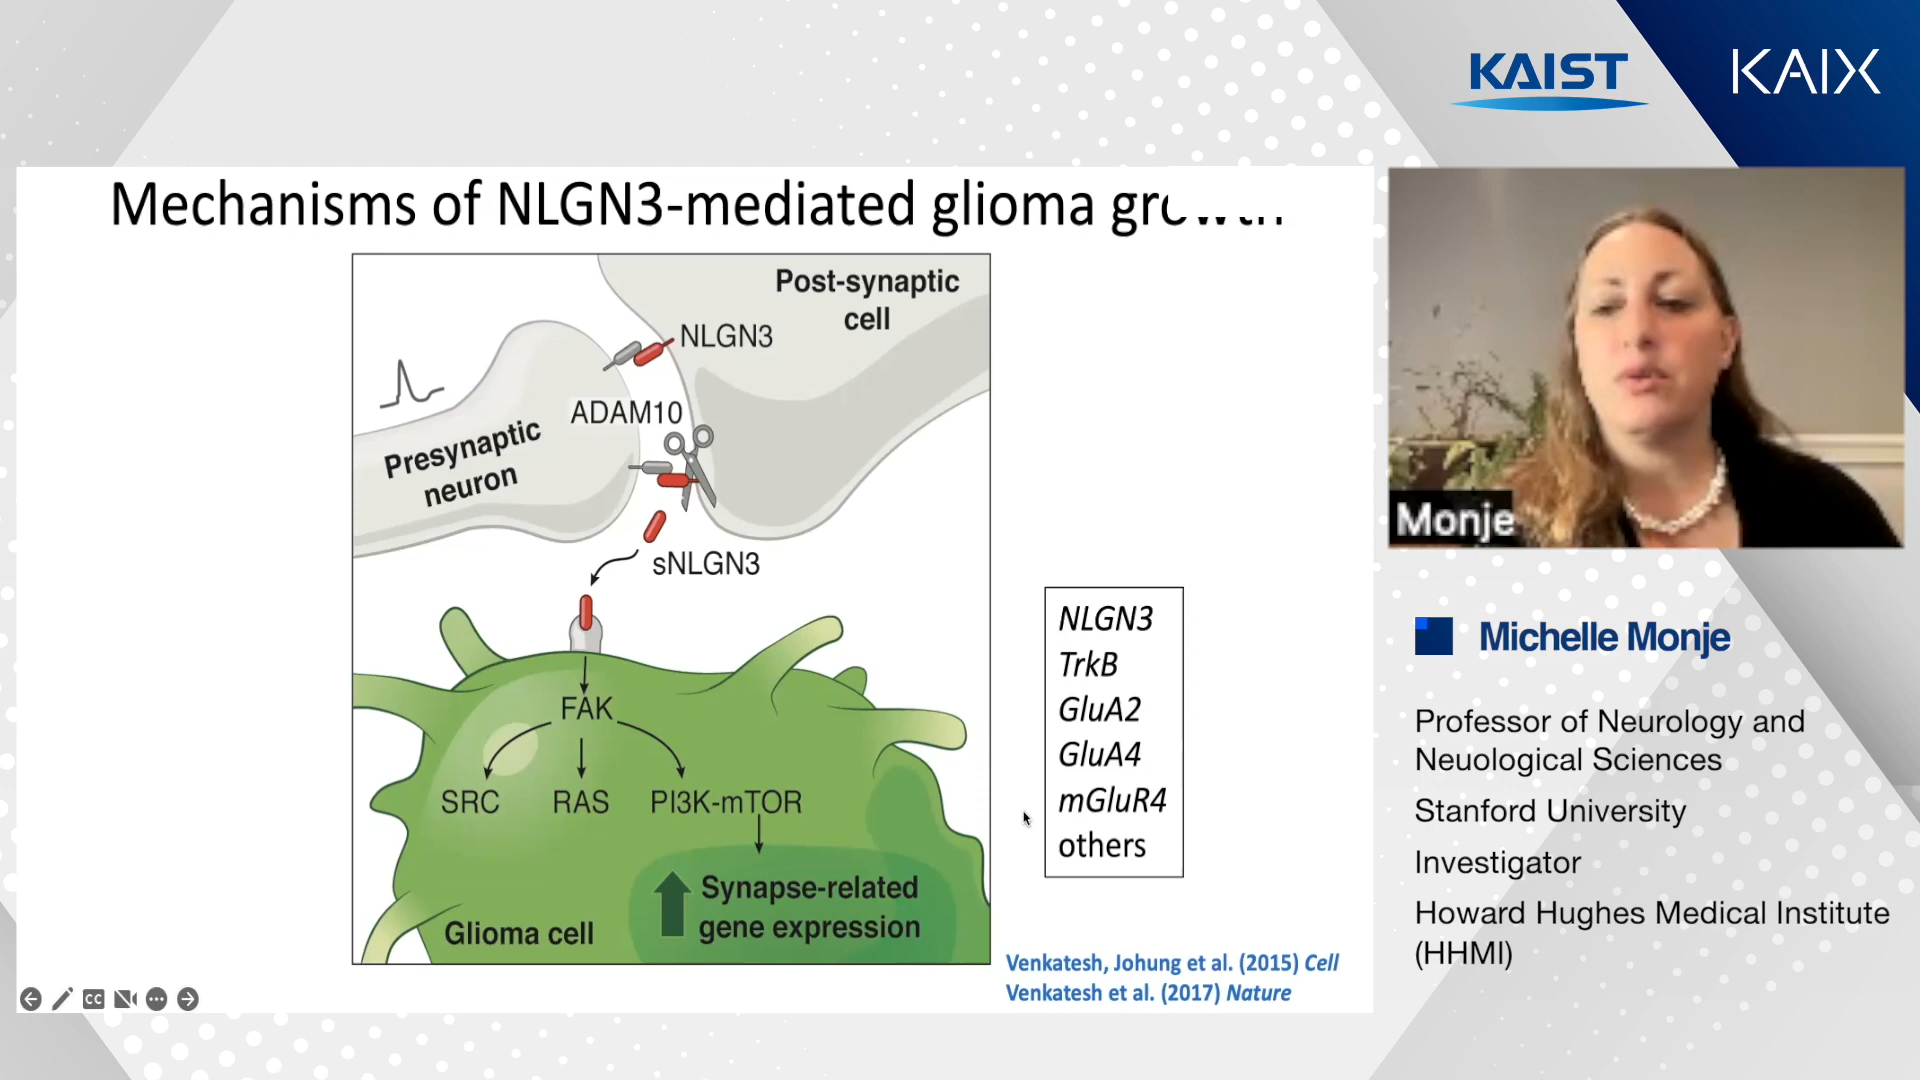 KAIST
KAIX
Mechanisms of NLGN3-mediated glioma growth
Post-synaptic
cell
NLGN3
ADAM10
Presynaptic
neuron
sNLGN3
FAK
SRC
RAS
PI3K-mTOR
Synapse-related
gene expression
Glioma cell
NLGN3
TrkB
GluA2
GluA4
mGluR4
others
Venkatesh, Johung et al. (2015) Cell
Venkatesh et al. (2017) Nature
CC
Monje
Michelle Monje
Professor of Neurology and
Neuological Sciences
Stanford University
Investigator
Howard Hughes Medical Institute
(HHMI)